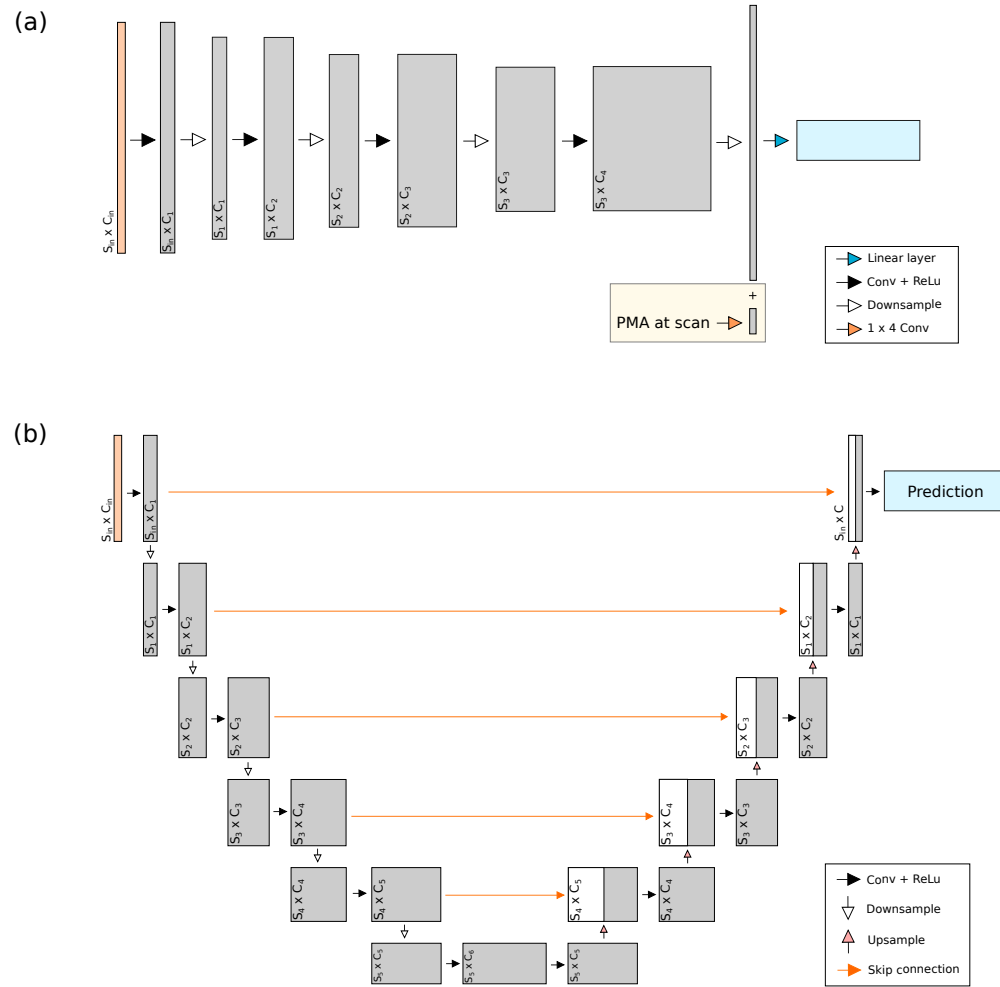 (a)
S_in x C_in
S_in x C_1
S_1 x C_1
S_1 x C_2
S_2 x C_2
S_2 x C_3
S_3 x C_3
S_3 x C_4
+
PMA at scan
Linear layer
Conv + ReLu
Downsample
1 x 4 Conv
(b)
S_in x C_in
S_in x C_1
S_in x C
Prediction
S_1 x C_1
S_1 x C_2
S_1 x C_2
S_1 x C_1
S_2 x C_2
S_2 x C_3
S_2 x C_3
S_2 x C_2
S_3 x C_3
S_3 x C_4
S_3 x C_4
S_3 x C_3
S_4 x C_4
S_4 x C_5
S_4 x C_5
S_4 x C_4
S_5 x C_5
S_5 x C_6
S_5 x C_5
Conv + ReLu
Downsample
Upsample
Skip connection